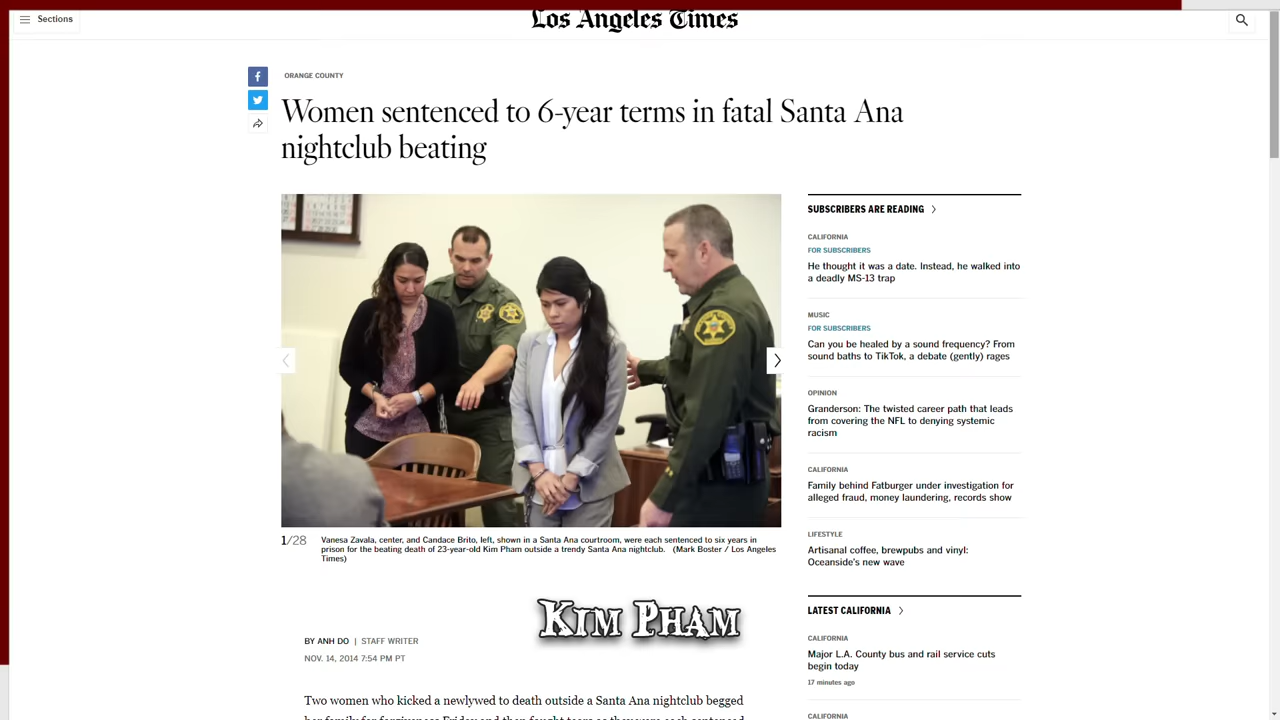 Sections
Los Angeles Times
ORANGE COUNTY
Women sentenced to 6-year terms in fatal Santa Ana
nightclub beating
1/28
Vanesa Zavala, center, and Candace Brito, left, shown in a Santa Ana courtroom, were each sentenced to six years in
prison for the beating death of 23-year-old Kim Pham outside a trendy Santa Ana nightclub. (Mark Boster / Los Angeles
Times)
KIM PHAM
BY ANH DO | STAFF WRITER
NOV. 14, 2014 7:54 PM PT
Two women who kicked a newlywed to death outside a Santa Ana nightclub begged
SUBSCRIBERS ARE READING
CALIFORNIA
FOR SUBSCRIBERS
He thought it was a date. Instead, he walked into
a deadly MS-13 trap
MUSIC
FOR SUBSCRIBERS
Can you be healed by a sound frequency? From
sound baths to TikTok, a debate (gently) rages
OPINION
Granderson: The twisted career path that leads
from covering the NFL to denying systemic
racism
CALIFORNIA
Family behind Fatburger under investigation for
alleged fraud, money laundering, records show
LIFESTYLE
Artisanal coffee, brewpubs and vinyl:
Oceanside's new wave
LATEST CALIFORNIA
CALIFORNIA
Major L.A. County bus and rail service cuts
begin today
17 minutes ago
CALIFORNIA